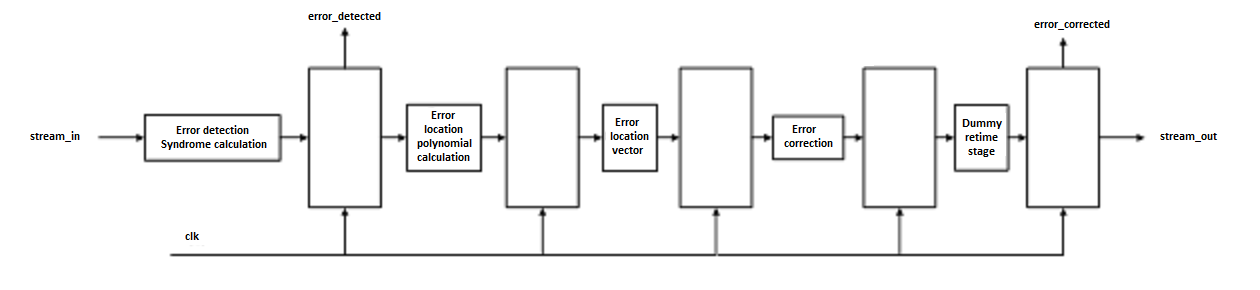 error_detected
error_corrected
stream_in
Error detection
Syndrome calculation
Error
location
polynomial
calculation
Error
location
vector
Error
correction
Dummy
retime
stage
stream_out
clk